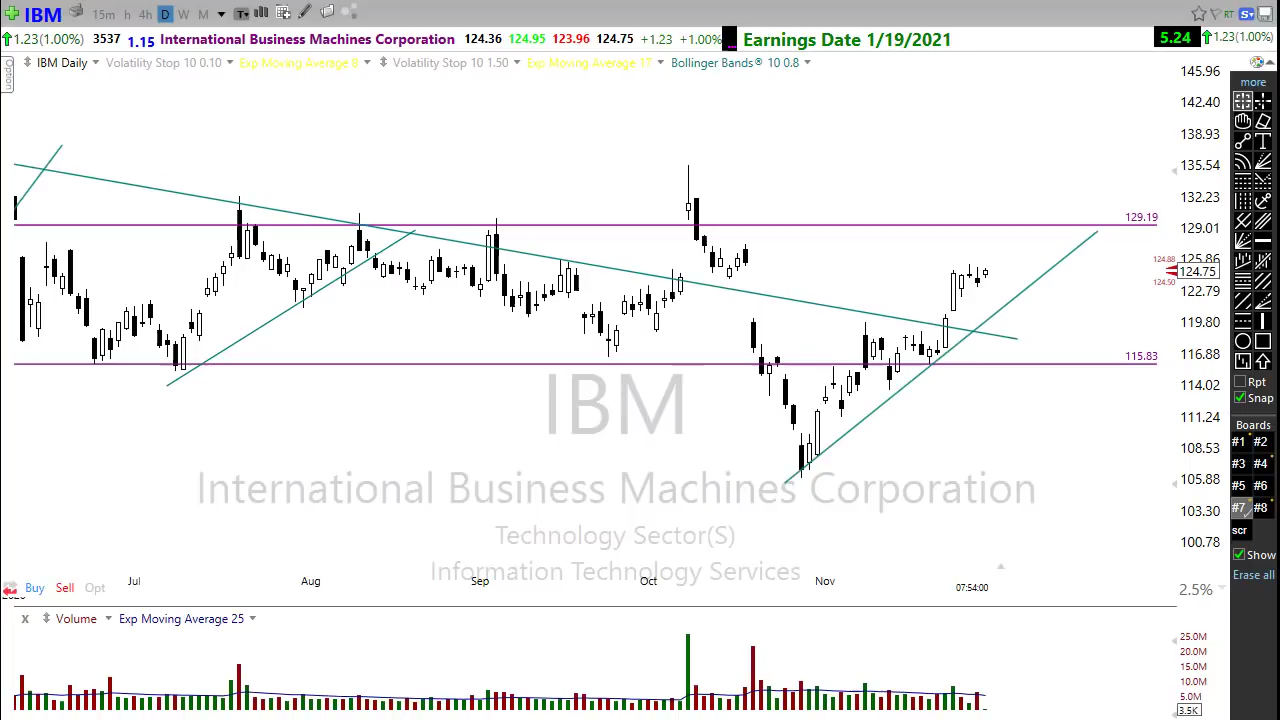 IBM 15m h 4h D W M T RT S
1.23(1.00%) 3537 1.15 International Business Machines Corporation 124.36 124.95 123.96 124.75 +1.23 +1.00% ... Earnings Date 1/19/2021 5.24 1.23(1.00%)
Option
IBM Daily Volatility Stop 10 0.10 Exp Moving Average 8 Volatility Stop 10 1.50 Exp Moving Average 17 Bollinger Bands® 10 0.8
145.96
142.40
138.93
135.54
132.23
129.19
129.01
125.86
124.88
124.75
124.50
122.79
119.80
115.83
116.88
114.02
111.24
108.53
105.88
103.30
100.78
IBM
International Business Machines Corporation
Technology Sector(S)
Information Technology Services
Jul Aug Sep Oct Nov
Buy Sell Opt 07:54:00 2.5%
X Volume Exp Moving Average 25
25.0M
20.0M
15.0M
10.0M
5.0M
3.5K
more
T
Rpt
Snap
Boards
#1 #2
#3 #4
#5 #6
#7 #8
scr
Show
Erase all